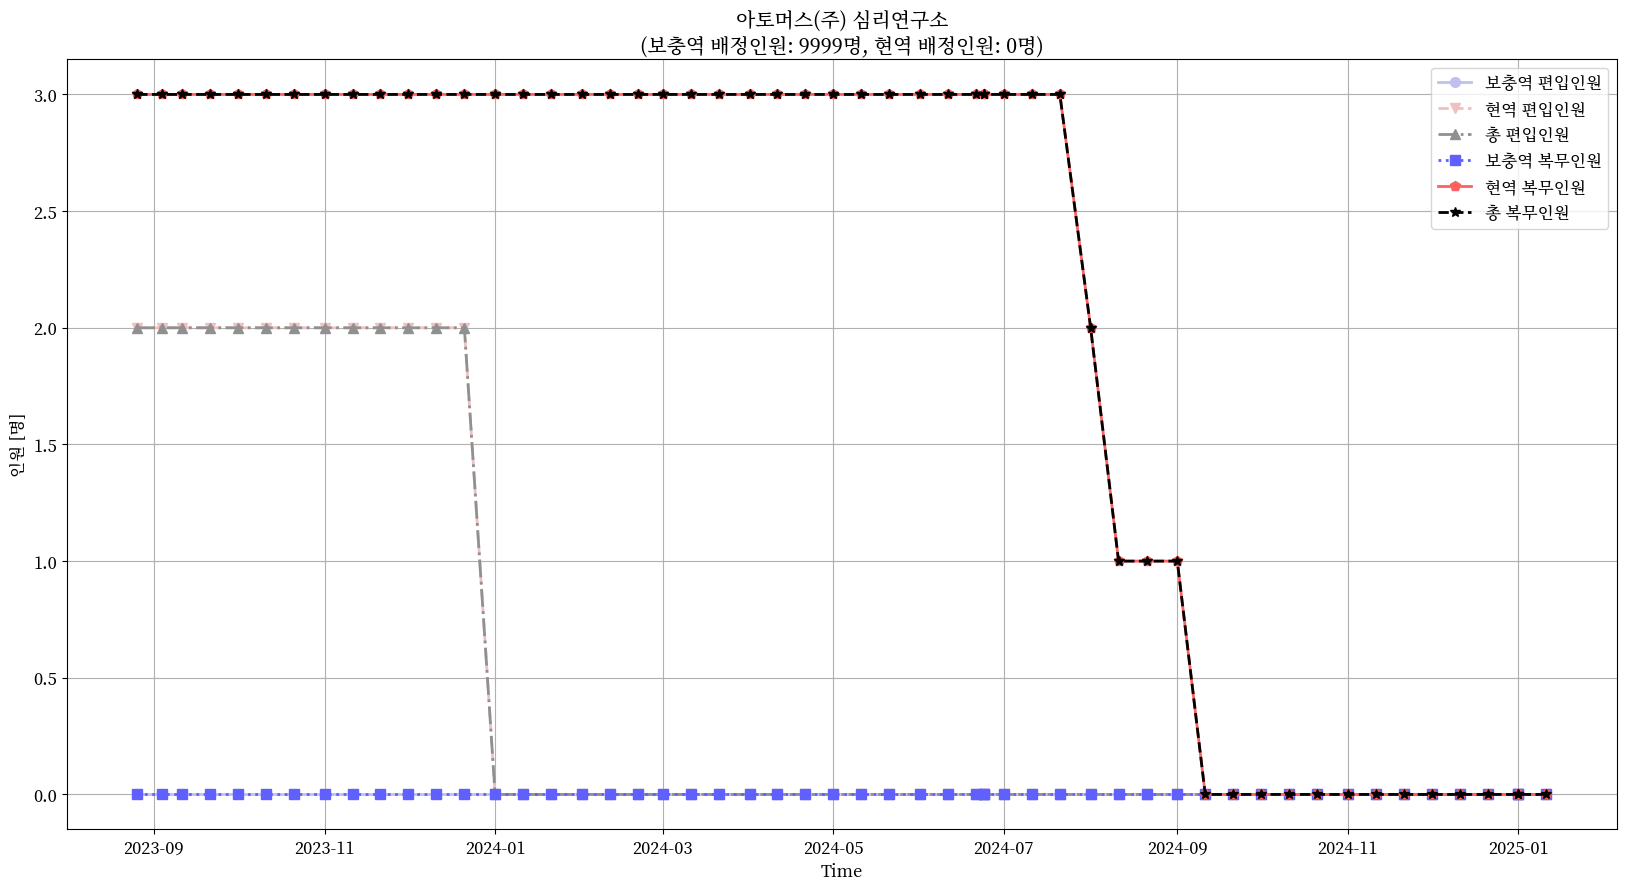 아토머스(주) 심리연구소
(보충역 배정인원: 9999명, 현역 배정인원: 0명)
보충역 편입인원
현역 편입인원
총 편입인원
보충역 복무인원
현역 복무인원
총 복무인원
인원 [명]
3.0
2.5
2.0
1.5
1.0
0.5
0.0
2023-09
2023-11
2024-01
2024-03
2024-05
2024-07
2024-09
2024-11
2025-01
Time